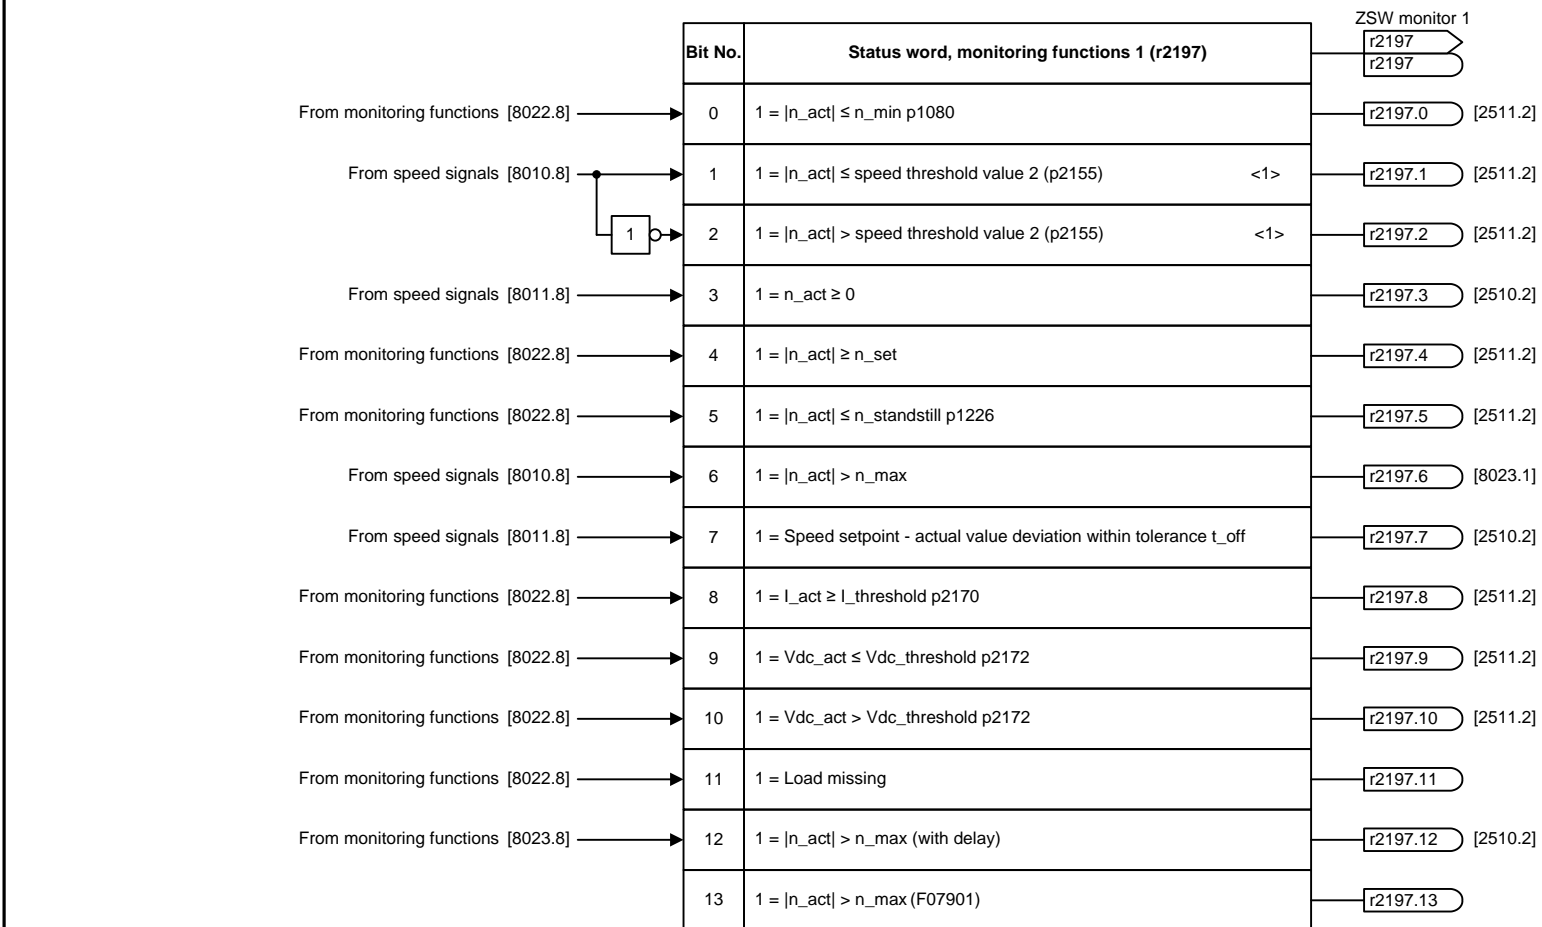 ZSW monitor 1
Bit No. Status word, monitoring functions 1 (r2197) r2197
r2197
From monitoring functions [8022.8] 0 1 = |n_act| ≤ n_min p1080 r2197.0 [2511.2]
From speed signals [8010.8] 1 1 = |n_act| ≤ speed threshold value 2 (p2155) <1> r2197.1 [2511.2]
1 2 1 = |n_act| > speed threshold value 2 (p2155) <1> r2197.2 [2511.2]
From speed signals [8011.8] 3 1 = n_act ≥ 0 r2197.3 [2510.2]
From monitoring functions [8022.8] 4 1 = |n_act| ≥ n_set r2197.4 [2511.2]
From monitoring functions [8022.8] 5 1 = |n_act| ≤ n_standstill p1226 r2197.5 [2511.2]
From speed signals [8010.8] 6 1 = |n_act| > n_max r2197.6 [8023.1]
From speed signals [8011.8] 7 1 = Speed setpoint - actual value deviation within tolerance t_off r2197.7 [2510.2]
From monitoring functions [8022.8] 8 1 = I_act ≥ I_threshold p2170 r2197.8 [2511.2]
From monitoring functions [8022.8] 9 1 = Vdc_act ≤ Vdc_threshold p2172 r2197.9 [2511.2]
From monitoring functions [8022.8] 10 1 = Vdc_act > Vdc_threshold p2172 r2197.10 [2511.2]
From monitoring functions [8022.8] 11 1 = Load missing r2197.11
From monitoring functions [8023.8] 12 1 = |n_act| > n_max (with delay) r2197.12 [2510.2]
13 1 = |n_act| > n_max (F07901) r2197.13